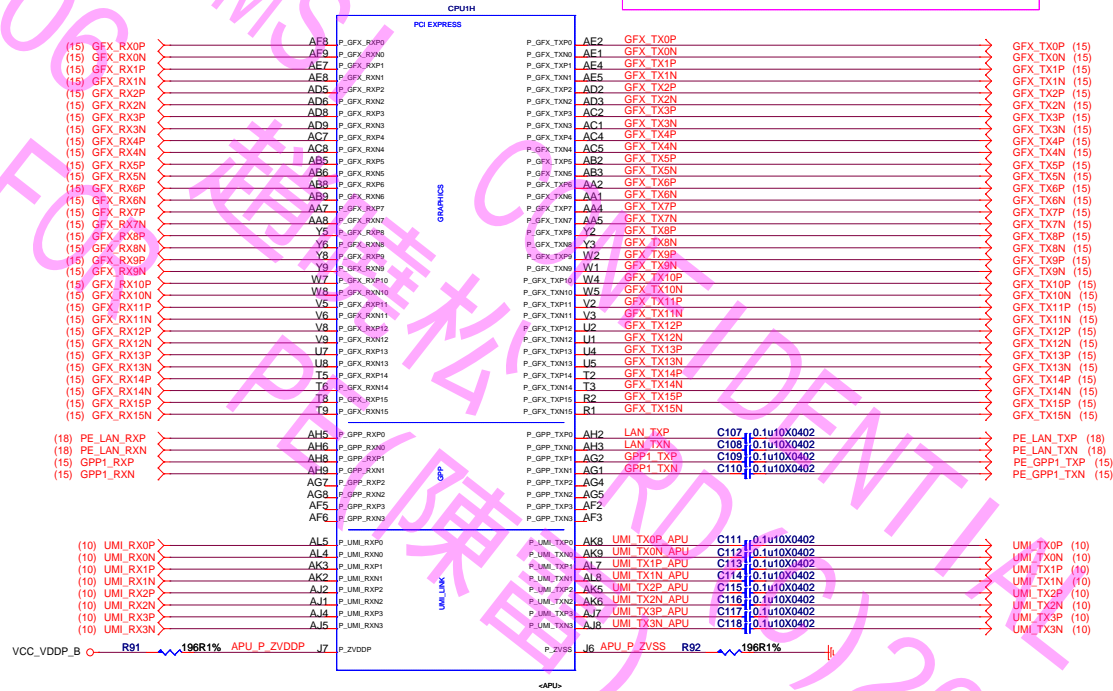 CPU1H
PCI EXPRESS
(15) GFX_RX0P AF8 P_GFX_RXP0 P_GFX_TXP0 AE2 GFX_TX0P GFX_TX0P (15)
(15) GFX_RX0N AF9 P_GFX_RXN0 P_GFX_TXN0 AE1 GFX_TX0N GFX_TX0N (15)
(15) GFX_RX1P AE7 P_GFX_RXP1 P_GFX_TXP1 AE4 GFX_TX1P GFX_TX1P (15)
(15) GFX_RX1N AE8 P_GFX_RXN1 P_GFX_TXN1 AE5 GFX_TX1N GFX_TX1N (15)
(15) GFX_RX2P AD5 P_GFX_RXP2 P_GFX_TXP2 AD2 GFX_TX2P GFX_TX2P (15)
(15) GFX_RX2N AD6 P_GFX_RXN2 P_GFX_TXN2 AD3 GFX_TX2N GFX_TX2N (15)
(15) GFX_RX3P AD8 P_GFX_RXP3 P_GFX_TXP3 AC2 GFX_TX3P GFX_TX3P (15)
(15) GFX_RX3N AD9 P_GFX_RXN3 P_GFX_TXN3 AC1 GFX_TX3N GFX_TX3N (15)
(15) GFX_RX4P AC7 P_GFX_RXP4 P_GFX_TXP4 AC4 GFX_TX4P GFX_TX4P (15)
(15) GFX_RX4N AC8 P_GFX_RXN4 P_GFX_TXN4 AC5 GFX_TX4N GFX_TX4N (15)
(15) GFX_RX5P AB5 P_GFX_RXP5 P_GFX_TXP5 AB2 GFX_TX5P GFX_TX5P (15)
(15) GFX_RX5N AB6 P_GFX_RXN5 P_GFX_TXN5 AB3 GFX_TX5N GFX_TX5N (15)
(15) GFX_RX6P AB8 P_GFX_RXP6 P_GFX_TXP6 AA2 GFX_TX6P GFX_TX6P (15)
(15) GFX_RX6N AB9 P_GFX_RXN6 P_GFX_TXN6 AA1 GFX_TX6N GFX_TX6N (15)
(15) GFX_RX7P AA7 P_GFX_RXP7 P_GFX_TXP7 AA4 GFX_TX7P GFX_TX7P (15)
(15) GFX_RX7N AA8 P_GFX_RXN7 P_GFX_TXN7 AA5 GFX_TX7N GFX_TX7N (15)
(15) GFX_RX8P Y5 P_GFX_RXP8 P_GFX_TXP8 Y2 GFX_TX8P GFX_TX8P (15)
(15) GFX_RX8N Y6 P_GFX_RXN8 P_GFX_TXN8 Y3 GFX_TX8N GFX_TX8N (15)
(15) GFX_RX9P Y8 P_GFX_RXP9 P_GFX_TXP9 W2 GFX_TX9P GFX_TX9P (15)
(15) GFX_RX9N Y9 P_GFX_RXN9 P_GFX_TXN9 W1 GFX_TX9N GFX_TX9N (15)
(15) GFX_RX10P W7 P_GFX_RXP10 P_GFX_TXP10 W4 GFX_TX10P GFX_TX10P (15)
(15) GFX_RX10N W8 P_GFX_RXN10 P_GFX_TXN10 W5 GFX_TX10N GFX_TX10N (15)
(15) GFX_RX11P V5 P_GFX_RXP11 P_GFX_TXP11 V2 GFX_TX11P GFX_TX11P (15)
(15) GFX_RX11N V6 P_GFX_RXN11 P_GFX_TXN11 V3 GFX_TX11N GFX_TX11N (15)
(15) GFX_RX12P V8 P_GFX_RXP12 P_GFX_TXP12 U2 GFX_TX12P GFX_TX12P (15)
(15) GFX_RX12N V9 P_GFX_RXN12 P_GFX_TXN12 U1 GFX_TX12N GFX_TX12N (15)
(15) GFX_RX13P U7 P_GFX_RXP13 P_GFX_TXP13 U4 GFX_TX13P GFX_TX13P (15)
(15) GFX_RX13N U8 P_GFX_RXN13 P_GFX_TXN13 U5 GFX_TX13N GFX_TX13N (15)
(15) GFX_RX14P T5 P_GFX_RXP14 P_GFX_TXP14 T2 GFX_TX14P GFX_TX14P (15)
(15) GFX_RX14N T6 P_GFX_RXN14 P_GFX_TXN14 T3 GFX_TX14N GFX_TX14N (15)
(15) GFX_RX15P T8 P_GFX_RXP15 P_GFX_TXP15 R2 GFX_TX15P GFX_TX15P (15)
(15) GFX_RX15N T9 P_GFX_RXN15 P_GFX_TXN15 R1 GFX_TX15N GFX_TX15N (15)
GRAPHICS
(18) PE_LAN_RXP AH5 P_GPP_RXP0 P_GPP_TXP0 AH2 LAN_TXP C107 0.1u10X0402 PE_LAN_TXP (18)
(18) PE_LAN_RXN AH6 P_GPP_RXN0 P_GPP_TXN0 AH3 LAN_TXN C108 0.1u10X0402 PE_LAN_TXN (18)
(15) GPP1_RXP AH8 P_GPP_RXP1 P_GPP_TXP1 AG2 GPP1_TXP C109 0.1u10X0402 PE_GPP1_TXP (15)
(15) GPP1_RXN AH9 P_GPP_RXN1 P_GPP_TXN1 AG1 GPP1_TXN C110 0.1u10X0402 PE_GPP1_TXN (15)
AG7 P_GPP_RXP2 P_GPP_TXP2 AG4
AG8 P_GPP_RXN2 P_GPP_TXN2 AG5
AF5 P_GPP_RXP3 P_GPP_TXP3 AF2
AF6 P_GPP_RXN3 P_GPP_TXN3 AF3
GPP
(10) UMI_RX0P AL5 P_UMI_RXP0 P_UMI_TXP0 AK8 UMI_TX0P_APU C111 0.1u10X0402 UMI_TX0P (10)
(10) UMI_RX0N AL4 P_UMI_RXN0 P_UMI_TXN0 AK9 UMI_TX0N_APU C112 0.1u10X0402 UMI_TX0N (10)
(10) UMI_RX1P AK3 P_UMI_RXP1 P_UMI_TXP1 AL7 UMI_TX1P_APU C113 0.1u10X0402 UMI_TX1P (10)
(10) UMI_RX1N AK2 P_UMI_RXN1 P_UMI_TXN1 AL8 UMI_TX1N_APU C114 0.1u10X0402 UMI_TX1N (10)
(10) UMI_RX2P AJ2 P_UMI_RXP2 P_UMI_TXP2 AK5 UMI_TX2P_APU C115 0.1u10X0402 UMI_TX2P (10)
(10) UMI_RX2N AJ1 P_UMI_RXN2 P_UMI_TXN2 AK6 UMI_TX2N_APU C116 0.1u10X0402 UMI_TX2N (10)
(10) UMI_RX3P AJ4 P_UMI_RXP3 P_UMI_TXP3 AJ7 UMI_TX3P_APU C117 0.1u10X0402 UMI_TX3P (10)
(10) UMI_RX3N AJ5 P_UMI_RXN3 P_UMI_TXN3 AJ8 UMI_TX3N_APU C118 0.1u10X0402 UMI_TX3N (10)
UMI_LINK
VCC_VDDP_B R91 196R1% APU_P_ZVDDP J7 P_ZVDDP P_ZVSS J6 APU_P_ZVSS R92 196R1%
<APU>
MSI CONFIDENTIAL
FOR